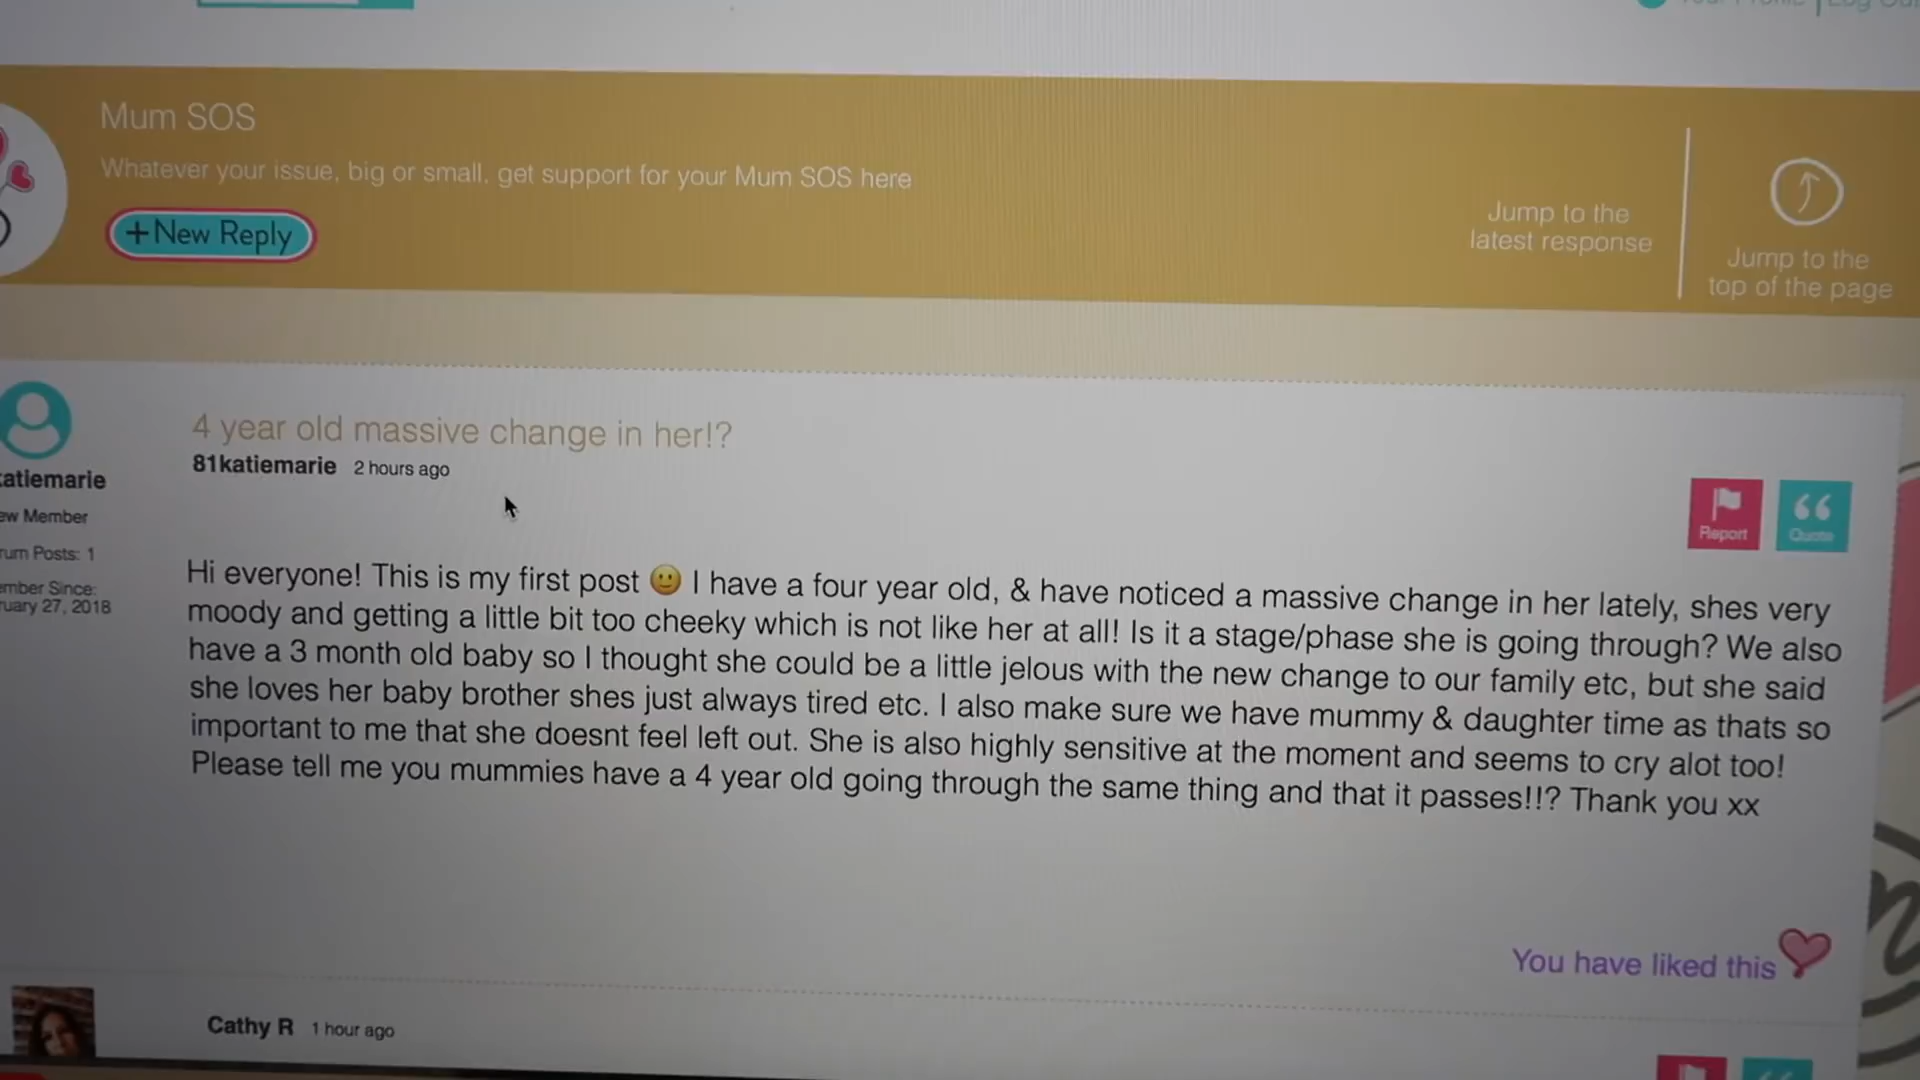 Mum SOS
Whatever your issue, big or small, get support for your Mum SOS here
+New Reply
Jump to the
latest response
Jump to the
top of the page
4 year old massive change in her!?
81katiemarie 2 hours ago
atiemarie
ew Member
rum Posts: 1
mber Since:
ruary 27, 2018
Report
Quote
Hi everyone! This is my first post 🙂 I have a four year old, & have noticed a massive change in her lately, shes very
moody and getting a little bit too cheeky which is not like her at all! Is it a stage/phase she is going through? We also
have a 3 month old baby so I thought she could be a little jelous with the new change to our family etc, but she said
she loves her baby brother shes just always tired etc. I also make sure we have mummy & daughter time as thats so
important to me that she doesnt feel left out. She is also highly sensitive at the moment and seems to cry alot too!
Please tell me you mummies have a 4 year old going through the same thing and that it passes!!? Thank you xx
You have liked this
Cathy R 1 hour ago